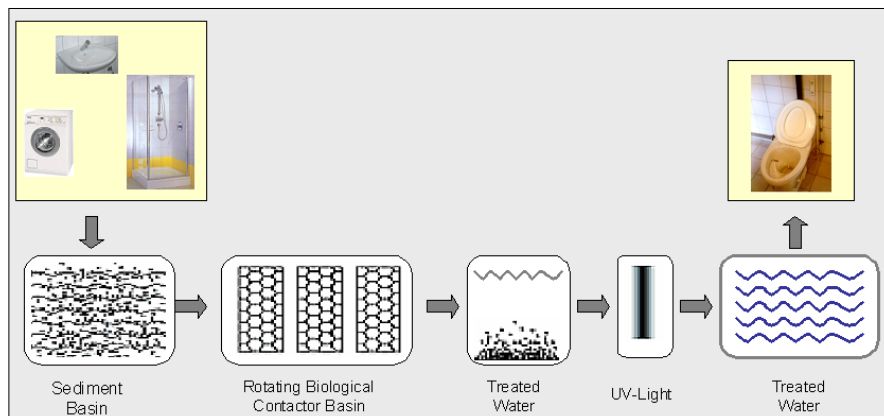 Sediment
Basin
Rotating Biological
Contactor Basin
Treated
Water
UV-Light
Treated
Water